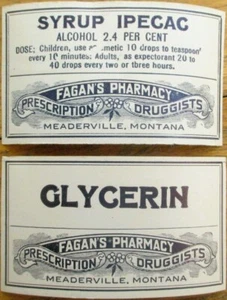 SYRUP IPECAC
ALCOHOL 2.4 PER CENT
DOSE; Children, use metic 10 drops to teaspoon
every 10 minutes: Adults, as expectorant 20 to
40 drops every two or three hours.
FAGAN'S PHARMACY
PRESCRIPTION DRUGGISTS
MEADERVILLE, MONTANA
GLYCERIN
FAGAN'S PHARMACY
PRESCRIPTION DRUGGISTS
MEADERVILLE, MONTANA